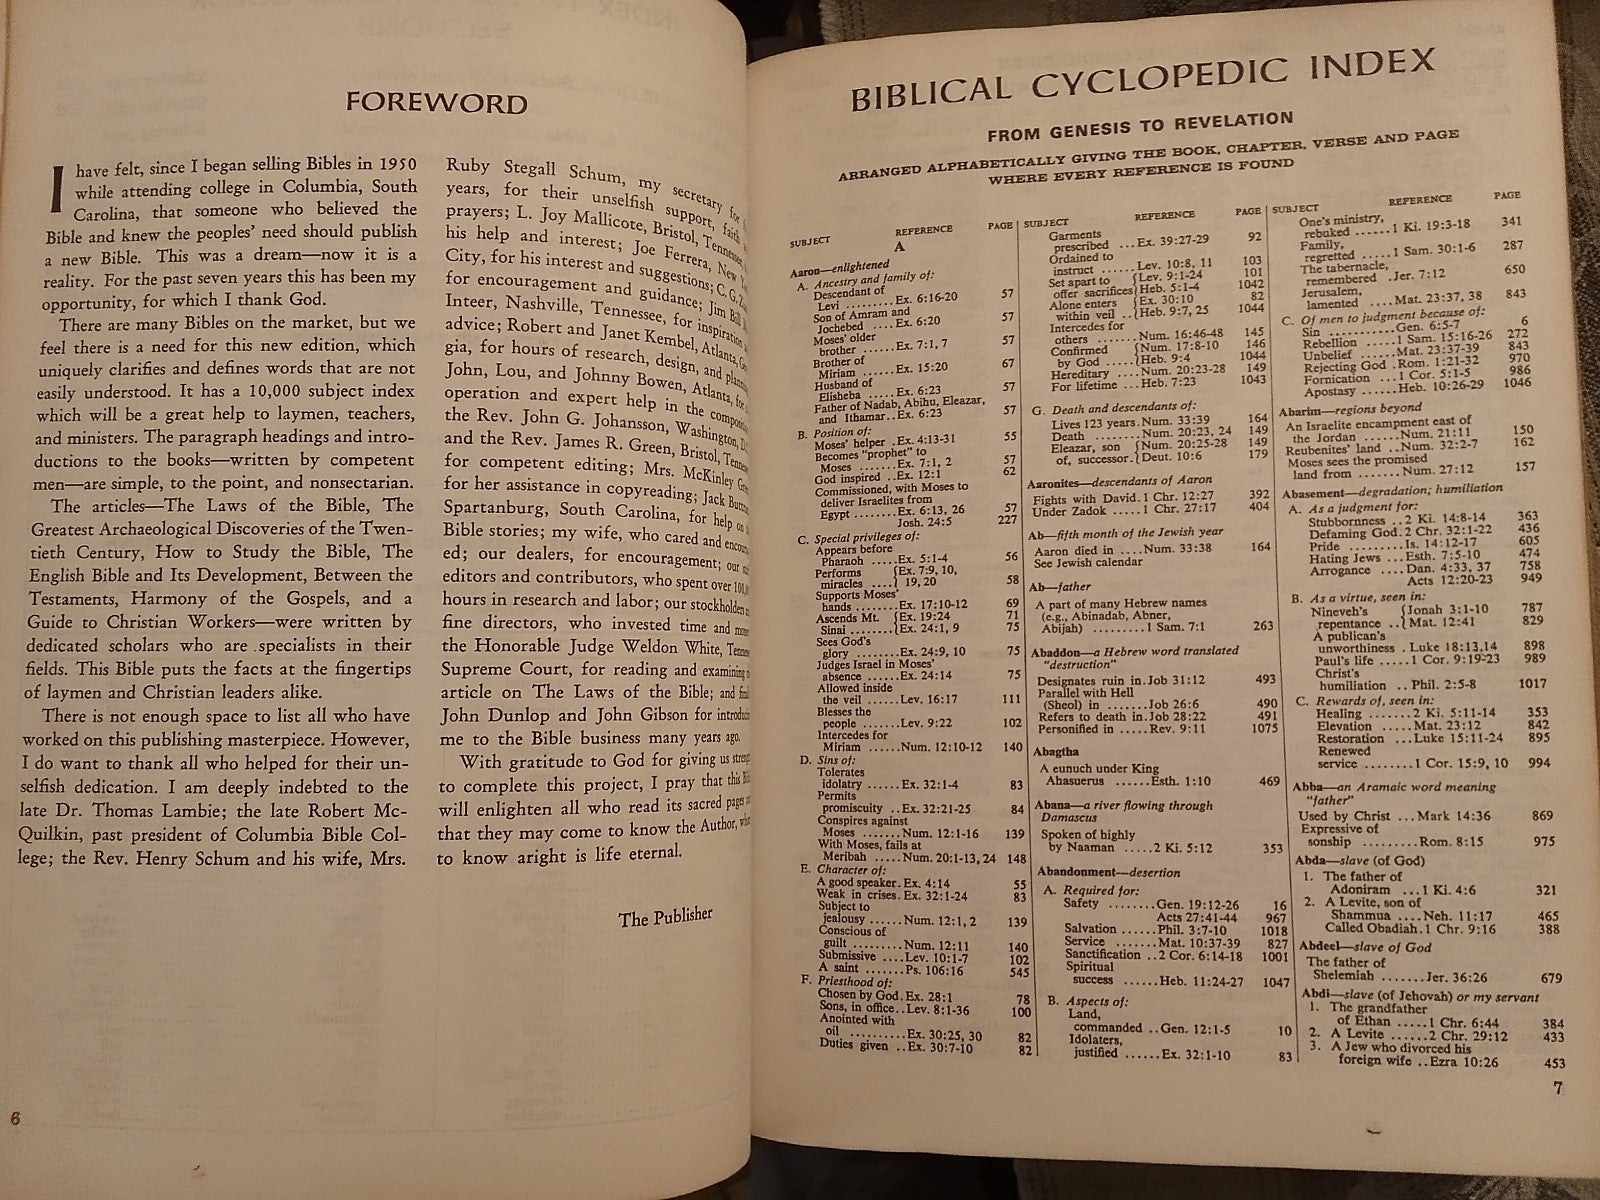 FOREWORD
I have felt, since I began selling Bibles in 1950
while attending college in Columbia, South
Carolina, that someone who believed the
Bible and knew the peoples' need should publish
a new Bible. This was a dream—now it is a
reality. For the past seven years this has been my
opportunity, for which I thank God.
There are many Bibles on the market, but we
feel there is a need for this new edition, which
uniquely clarifies and defines words that are not
easily understood. It has a 10,000 subject index
which will be a great help to laymen, teachers,
and ministers. The paragraph headings and intro-
ductions to the books—written by competent
men—are simple, to the point, and nonsectarian.
The articles—The Laws of the Bible, The
Greatest Archaeological Discoveries of the Twen-
tieth Century, How to Study the Bible, The
English Bible and Its Development, Between the
Testaments, Harmony of the Gospels, and a
Guide to Christian Workers—were written by
dedicated scholars who are specialists in their
fields. This Bible puts the facts at the fingertips
of laymen and Christian leaders alike.
There is not enough space to list all who have
worked on this publishing masterpiece. However,
I do want to thank all who helped for their un-
selfish dedication. I am deeply indebted to the
late Dr. Thomas Lambie; the late Robert Mc-
Quilkin, past president of Columbia Bible Col-
lege; the Rev. Henry Schum and his wife, Mrs.
Ruby Stegall Schum, my secretary for
years, for their unselfish support, faith
prayers; L. Joy Mallicote, Bristol, Tennessee,
his help and interest; Joe Ferrera, New
City, for his interest and suggestions; C. G.
for encouragement and guidance; Jim Bill
Inteer, Nashville, Tennessee, for inspiration
advice; Robert and Janet Kembel, Atlanta,
gia, for hours of research, design, and
John, Lou, and Johnny Bowen, Atlanta, for
operation and expert help in the
the Rev. John G. Johansson, Washington,
and the Rev. James R. Green, Bristol,
for competent editing; Mrs. McKinley
for her assistance in copyreading; Jack
Spartanburg, South Carolina, for help on
Bible stories; my wife, who cared and
ed; our dealers, for encouragement; our
editors and contributors, who spent over
hours in research and labor; our stockholders
fine directors, who invested time and
the Honorable Judge Weldon White,
Supreme Court, for reading and examining
article on The Laws of the Bible; and
John Dunlop and John Gibson for
me to the Bible business many years ago.
With gratitude to God for giving us
to complete this project, I pray that this
will enlighten all who read its sacred pages
that they may come to know the Author,
to know aright is life eternal.
The Publisher
6
BIBLICAL CYCLOPEDIC INDEX
FROM GENESIS TO REVELATION
ARRANGED ALPHABETICALLY GIVING THE BOOK, CHAPTER, VERSE AND PAGE
WHERE EVERY REFERENCE IS FOUND
SUBJECT REFERENCE PAGE
A
Aaron—enlightened
A. Ancestry and family of:
Descendant of
Levi .........Ex. 6:16-20 57
Son of Amram and
Jochebed ....Ex. 6:20 57
Moses' older
brother ......Ex. 7:1, 7 57
Brother of
Miriam ......Ex. 15:20 67
Husband of
Elisheba .....Ex. 6:23 57
Father of Nadab, Abihu, Eleazar,
and Ithamar..Ex. 6:23 57
B. Position of:
Moses' helper .Ex. 4:13-31 55
Becomes "prophet" to
Moses .......Ex. 7:1, 2 57
God inspired ..Ex. 12:1 62
Commissioned, with Moses to
deliver Israelites from
Egypt ........Ex. 6:13, 26 57
Josh. 24:5 227
C. Special privileges of:
Appears before
Pharaoh .....Ex. 5:1-4 56
Performs {Ex. 7:9, 10,
miracles ....} 19, 20 58
Supports Moses'
hands ........Ex. 17:10-12 69
Ascends Mt. {Ex. 19:24 71
Sinai .......{Ex. 24:1, 9 75
Sees God's
glory ........Ex. 24:9, 10 75
Judges Israel in Moses'
absence ......Ex. 24:14 75
Allowed inside
the veil ......Lev. 16:17 111
Blesses the
people .......Lev. 9:22 102
Intercedes for
Miriam ......Num. 12:10-12 140
D. Sins of:
Tolerates
idolatry ......Ex. 32:1-4 83
Permits
promiscuity ..Ex. 32:21-25 84
Conspires against
Moses .......Num. 12:1-16 139
With Moses, fails at
Meribah .....Num. 20:1-13, 24 148
E. Character of:
A good speaker.Ex. 4:14 55
Weak in crises.Ex. 32:1-24 83
Subject to
jealousy ......Num. 12:1, 2 139
Conscious of
guilt .........Num. 12:11 140
Submissive ....Lev. 10:1-7 102
A saint .......Ps. 106:16 545
F. Priesthood of:
Chosen by God.Ex. 28:1 78
Sons, in office..Lev. 8:1-36 100
Anointed with
oil ..........Ex. 30:25, 30 82
Duties given ..Ex. 30:7-10 82
SUBJECT REFERENCE PAGE
Garments
prescribed ...Ex. 39:27-29 92
Ordained to
instruct ......Lev. 10:8, 11 103
Set apart to {Lev. 9:1-24 101
offer sacrifices{Heb. 5:1-4 1042
Alone enters {Ex. 30:10 82
within veil ..{Heb. 9:7, 25 1044
Intercedes for
others .......Num. 16:46-48 145
Confirmed {Num. 17:8-10 146
by God ....{Heb. 9:4 1044
Hereditary ....Num. 20:23-28 149
For lifetime ...Heb. 7:23 1043
G. Death and descendants of:
Lives 123 years.Num. 33:39 164
Death ........Num. 20:23, 24 149
Eleazar, son {Num. 20:25-28 149
of, successor.{Deut. 10:6 179
Aaronites—descendants of Aaron
Fights with David.1 Chr. 12:27 392
Under Zadok .....1 Chr. 27:17 404
Ab—fifth month of the Jewish year
Aaron died in ....Num. 33:38 164
See Jewish calendar
Ab—father
A part of many Hebrew names
(e.g., Abinadab, Abner,
Abijah) ..........1 Sam. 7:1 263
Abaddon—a Hebrew word translated
"destruction"
Designates ruin in.Job 31:12 493
Parallel with Hell
(Sheol) in .......Job 26:6 490
Refers to death in.Job 28:22 491
Personified in .....Rev. 9:11 1075
Abagtha
A eunuch under King
Ahasuerus ......Esth. 1:10 469
Abana—a river flowing through
Damascus
Spoken of highly
by Naaman .....2 Ki. 5:12 353
Abandonment—desertion
A. Required for:
Safety ........Gen. 19:12-26 16
Acts 27:41-44 967
Salvation ......Phil. 3:7-10 1018
Service .......Mat. 10:37-39 827
Sanctification ..2 Cor. 6:14-18 1001
Spiritual
success ......Heb. 11:24-27 1047
B. Aspects of:
Land,
commanded ..Gen. 12:1-5 10
Idolaters,
justified ......Ex. 32:1-10 83
SUBJECT REFERENCE PAGE
One's ministry,
rebuked ......1 Ki. 19:3-18 341
Family,
regretted .....1 Sam. 30:1-6 287
The tabernacle,
remembered .Jer. 7:12 650
Jerusalem,
lamented ....Mat. 23:37, 38 843
C. Of men to judgment because of:
Sin ...........Gen. 6:5-7 6
Rebellion .....1 Sam. 15:16-26 272
Unbelief ......Mat. 23:37-39 843
Rejecting God .Rom. 1:21-32 970
Fornication ...1 Cor. 5:1-5 986
Apostasy ......Heb. 10:26-29 1046
Abarim—regions beyond
An Israelite encampment east of
the Jordan ......Num. 21:11 150
Reubenites' land ..Num. 32:2-7 162
Moses sees the promised
land from ........Num. 27:12 157
Abasement—degradation; humiliation
A. As a judgment for:
Stubbornness ..2 Ki. 14:8-14 363
Defaming God.2 Chr. 32:1-22 436
Pride .........Is. 14:12-17 605
Hating Jews ...Esth. 7:5-10 474
Arrogance ....Dan. 4:33, 37 758
Acts 12:20-23 949
B. As a virtue, seen in:
Nineveh's {Jonah 3:1-10 787
repentance ..{Mat. 12:41 829
A publican's
unworthiness .Luke 18:13,14 898
Paul's life .....1 Cor. 9:19-23 989
Christ's
humiliation ..Phil. 2:5-8 1017
C. Rewards of, seen in:
Healing .......2 Ki. 5:11-14 353
Elevation .....Mat. 23:12 842
Restoration ...Luke 15:11-24 895
Renewed
service ........1 Cor. 15:9, 10 994
Abba—an Aramaic word meaning
"father"
Used by Christ ...Mark 14:36 869
Expressive of
sonship .........Rom. 8:15 975
Abda—slave (of God)
1. The father of
Adoniram ...1 Ki. 4:6 321
2. A Levite, son of
Shammua ....Neh. 11:17 465
Called Obadiah.1 Chr. 9:16 388
Abdeel—slave of God
The father of
Shelemiah .......Jer. 36:26 679
Abdi—slave (of Jehovah) or my servant
1. The grandfather
of Ethan .....1 Chr. 6:44 384
2. A Levite ......2 Chr. 29:12 433
3. A Jew who divorced his
foreign wife ..Ezra 10:26 453
7